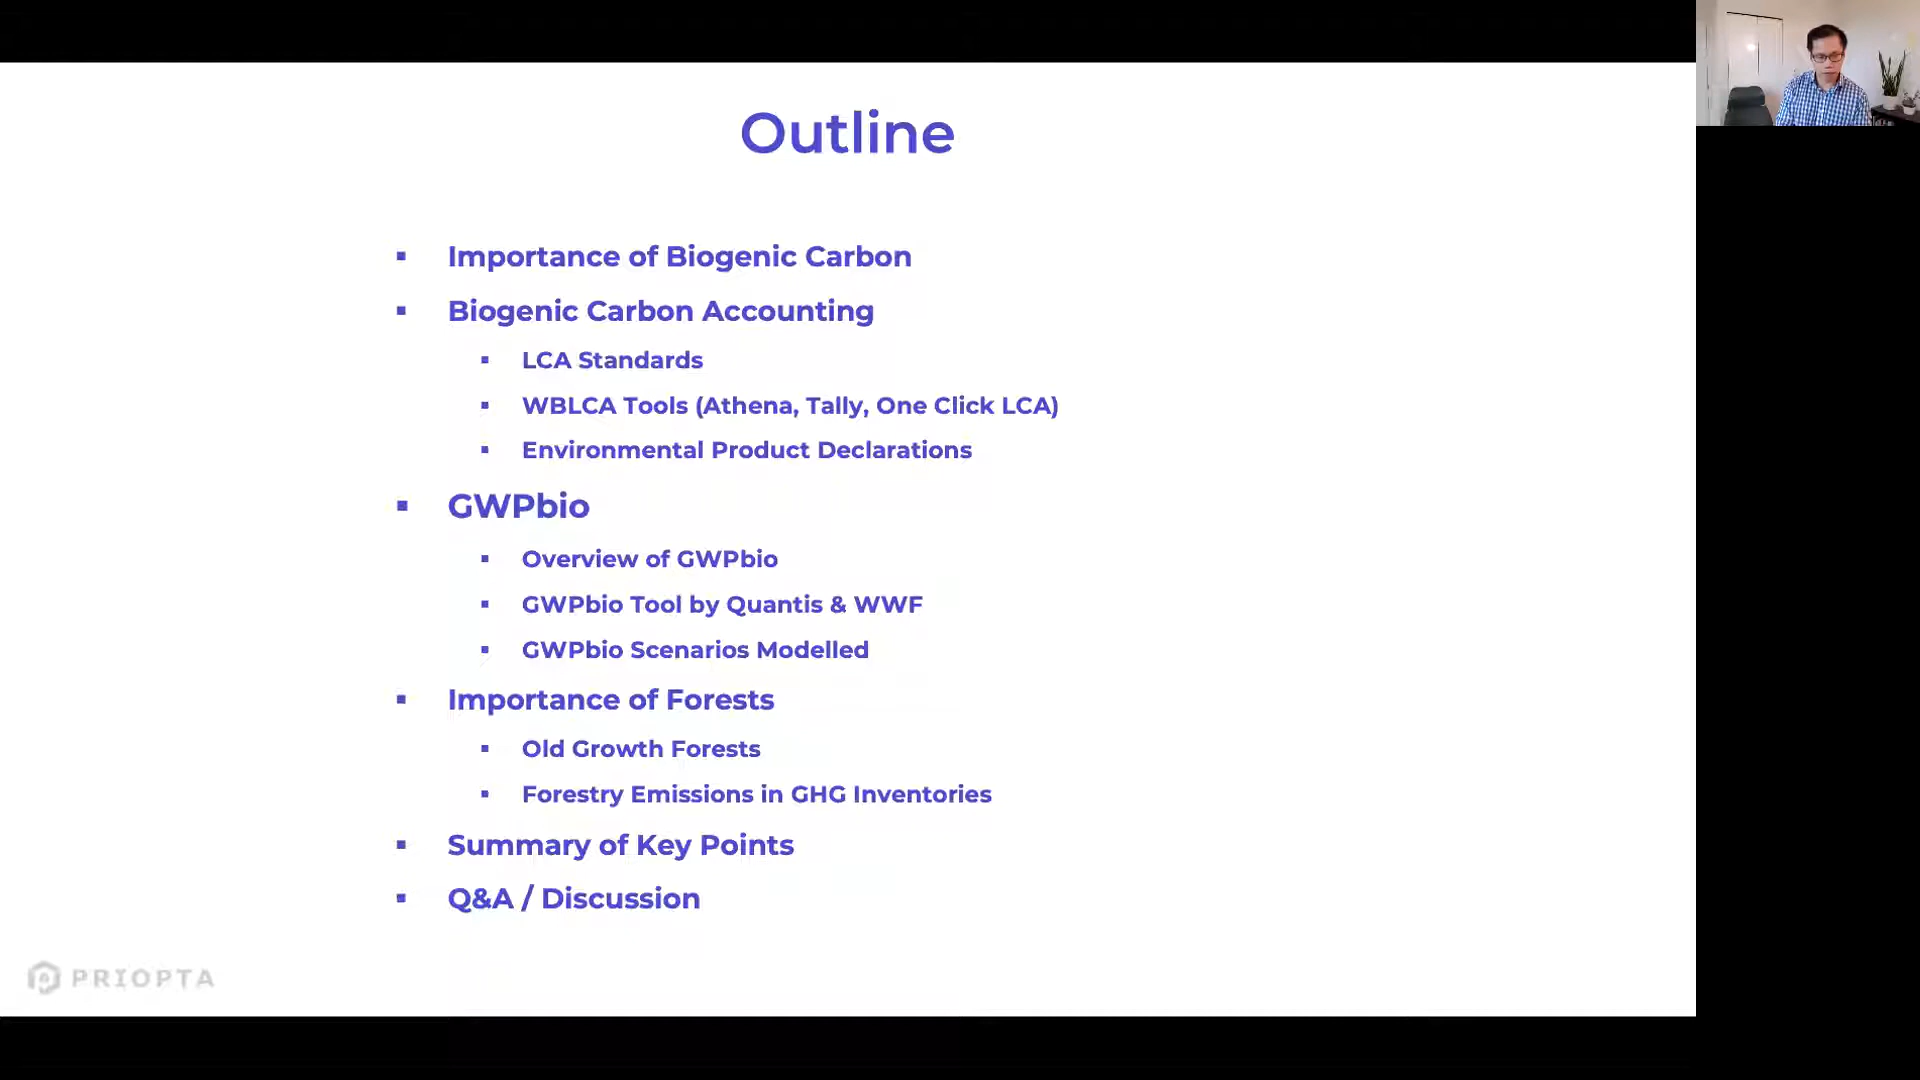 Outline
Importance of Biogenic Carbon
Biogenic Carbon Accounting
LCA Standards
WBLCA Tools (Athena, Tally, One Click LCA)
Environmental Product Declarations
GWPbio
Overview of GWPbio
GWPbio Tool by Quantis & WWF
GWPbio Scenarios Modelled
Importance of Forests
Old Growth Forests
Forestry Emissions in GHG Inventories
Summary of Key Points
Q&A / Discussion
PRIOPTA